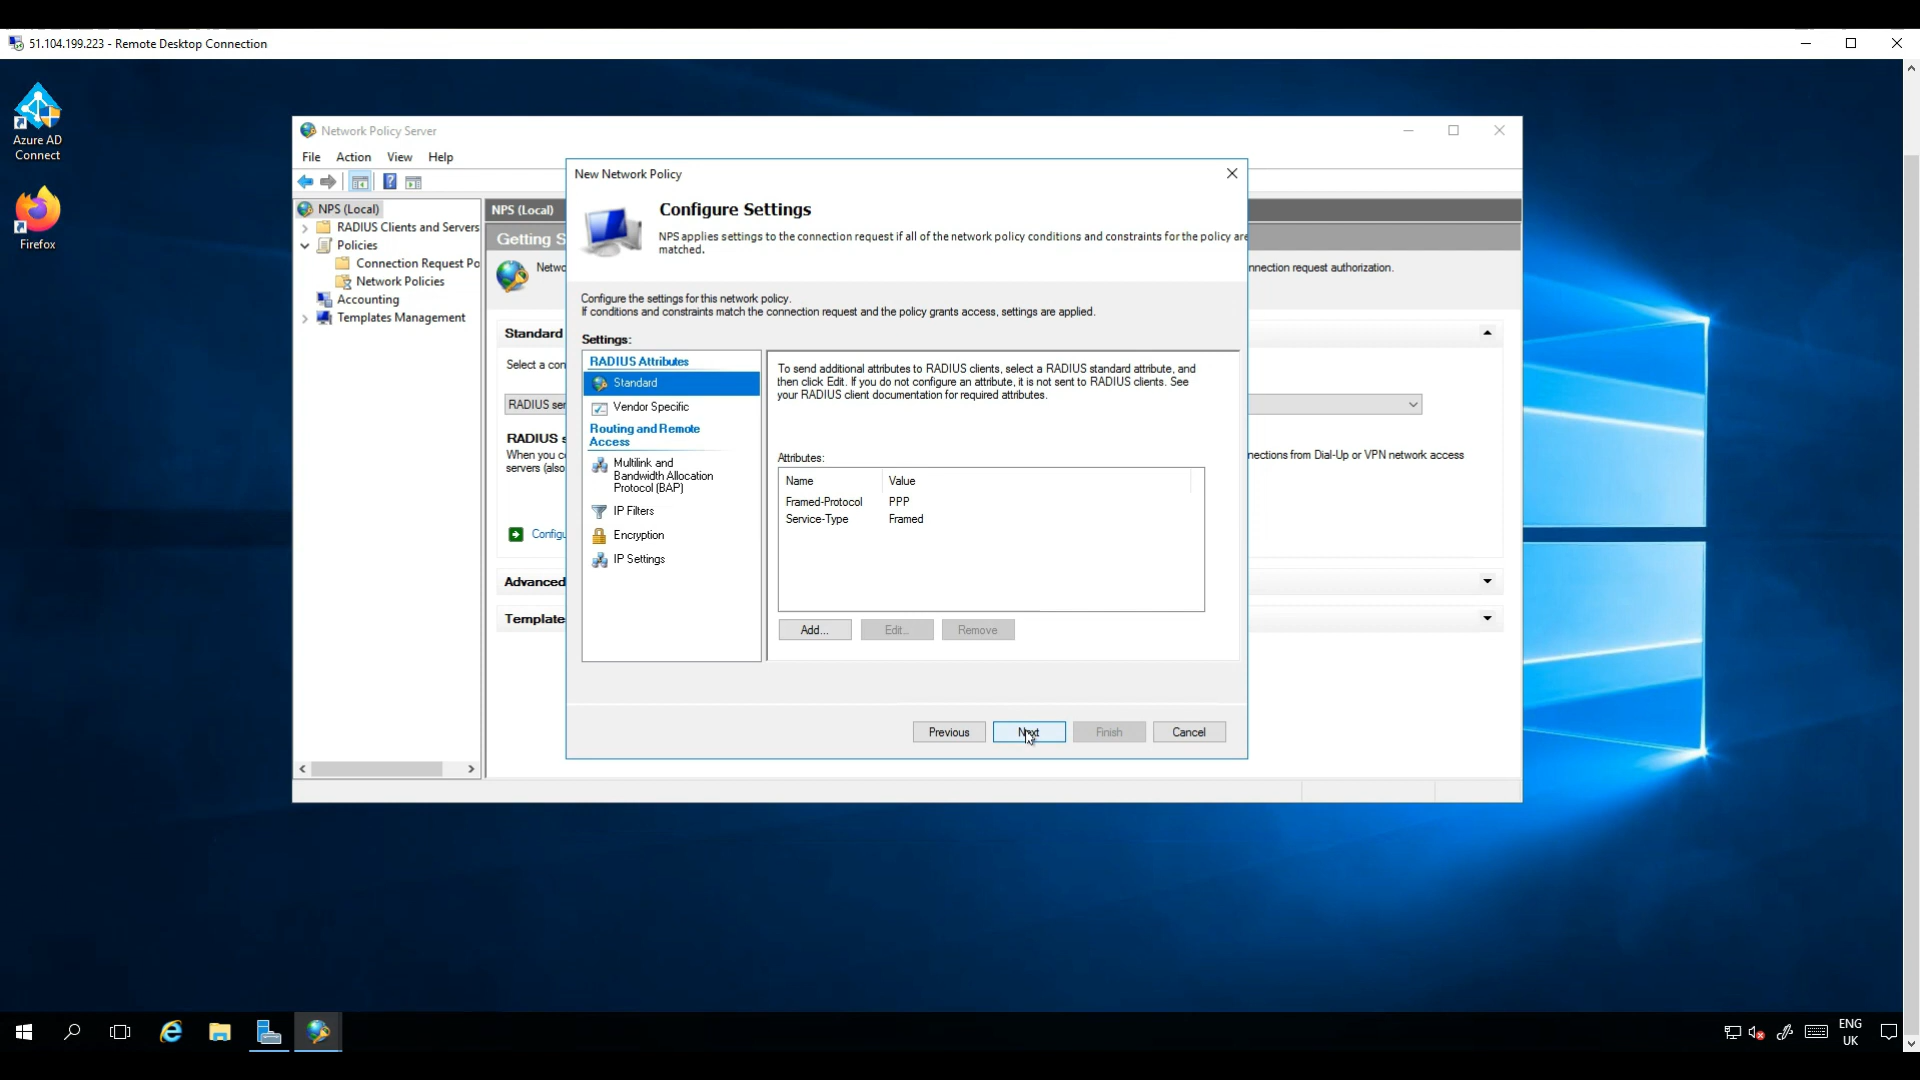 51.104.199.223 - Remote Desktop Connection
Azure AD
Connect
Firefox
Network Policy Server
File Action View Help
NPS (Local)
RADIUS Clients and Servers
Policies
Connection Request Po
Network Policies
Accounting
Templates Management
NPS (Local)
Getting S
Netwo
nnection request authorization.
Standard
Select a con
RADIUS ser
RADIUS s
When you c
servers (also
nections from Dial-Up or VPN network access
Configu
Advanced
Template
New Network Policy
Configure Settings
NPS applies settings to the connection request if all of the network policy conditions and constraints for the policy are
matched.
Configure the settings for this network policy.
If conditions and constraints match the connection request and the policy grants access, settings are applied.
Settings:
RADIUS Attributes
Standard
Vendor Specific
Routing and Remote
Access
Multilink and
Bandwidth Allocation
Protocol (BAP)
IP Filters
Encryption
IP Settings
To send additional attributes to RADIUS clients, select a RADIUS standard attribute, and
then click Edit. If you do not configure an attribute, it is not sent to RADIUS clients. See
your RADIUS client documentation for required attributes.
Attributes:
Name Value
Framed-Protocol PPP
Service-Type Framed
Add... Edit... Remove
Previous Next Finish Cancel
ENG
UK